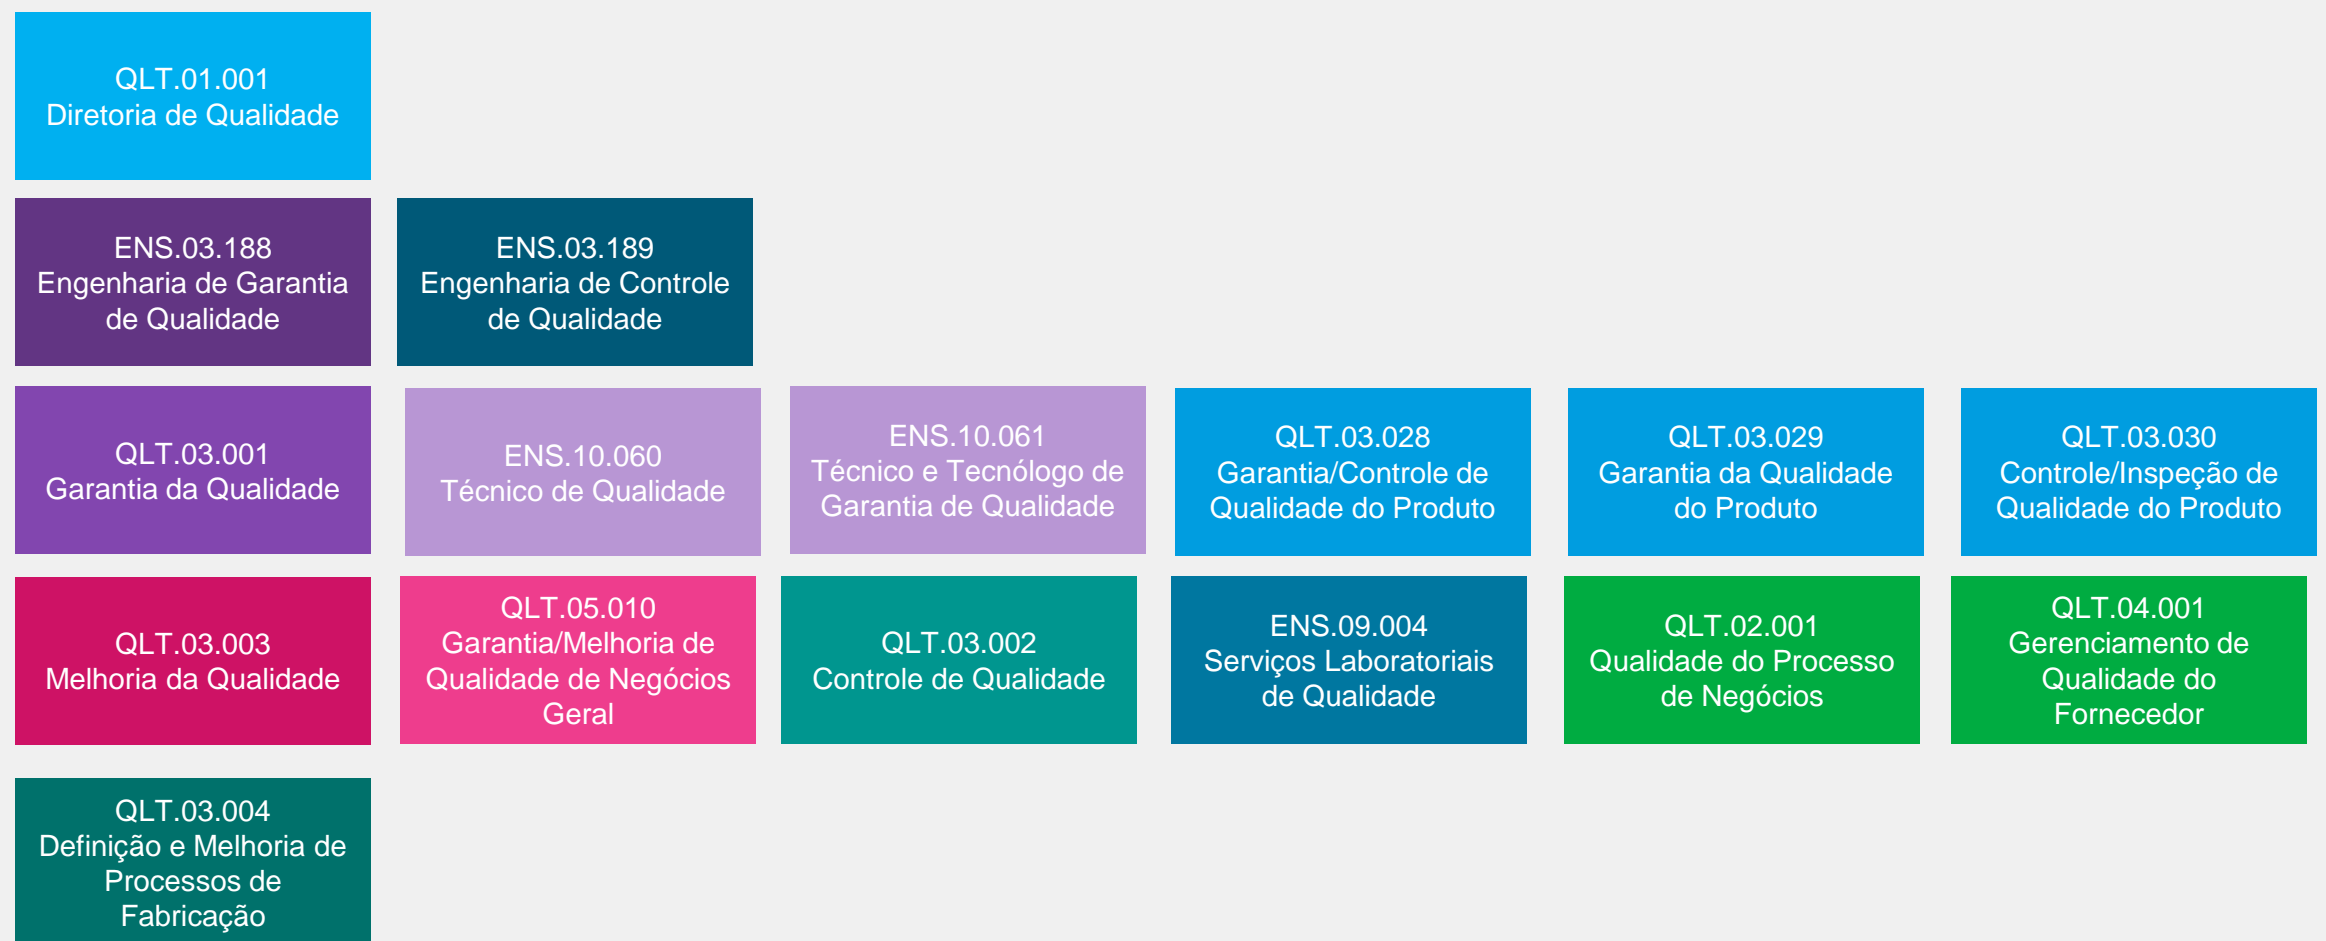 QLT.01.001
Diretoria de Qualidade
ENS.03.188
Engenharia de Garantia
de Qualidade
ENS.03.189
Engenharia de Controle
de Qualidade
QLT.03.001
Garantia da Qualidade
ENS.10.060
Técnico de Qualidade
ENS.10.061
Técnico e Tecnólogo de
Garantia de Qualidade
QLT.03.028
Garantia/Controle de
Qualidade do Produto
QLT.03.029
Garantia da Qualidade
do Produto
QLT.03.030
Controle/Inspeção de
Qualidade do Produto
QLT.03.003
Melhoria da Qualidade
QLT.05.010
Garantia/Melhoria de
Qualidade de Negócios
Geral
QLT.03.002
Controle de Qualidade
ENS.09.004
Serviços Laboratoriais
de Qualidade
QLT.02.001
Qualidade do Processo
de Negócios
QLT.04.001
Gerenciamento de
Qualidade do
Fornecedor
QLT.03.004
Definição e Melhoria de
Processos de
Fabricação